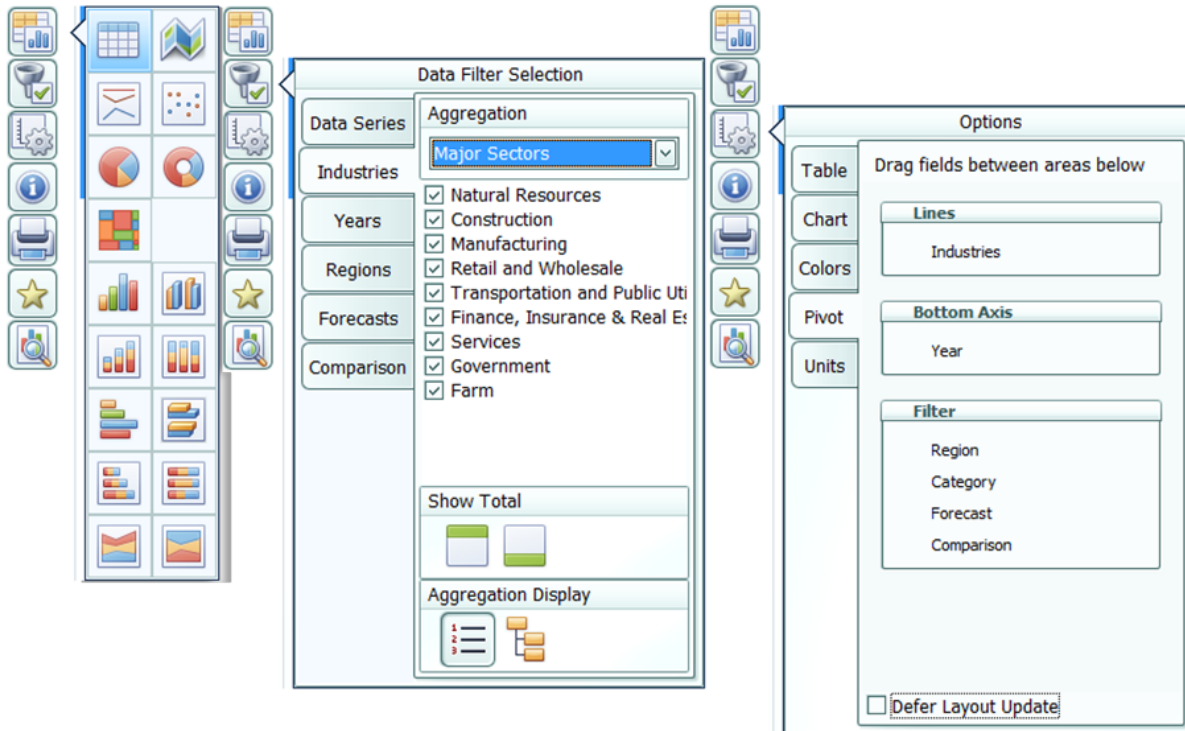 Data Filter Selection
Data Series
Industries
Years
Regions
Forecasts
Comparison
Aggregation
Major Sectors
Natural Resources
Construction
Manufacturing
Retail and Wholesale
Transportation and Public Uti
Finance, Insurance & Real Es
Services
Government
Farm
Show Total
Aggregation Display
1
2
3
Options
Table
Chart
Colors
Pivot
Units
Drag fields between areas below
Lines
Industries
Bottom Axis
Year
Filter
Region
Category
Forecast
Comparison
Defer Layout Update